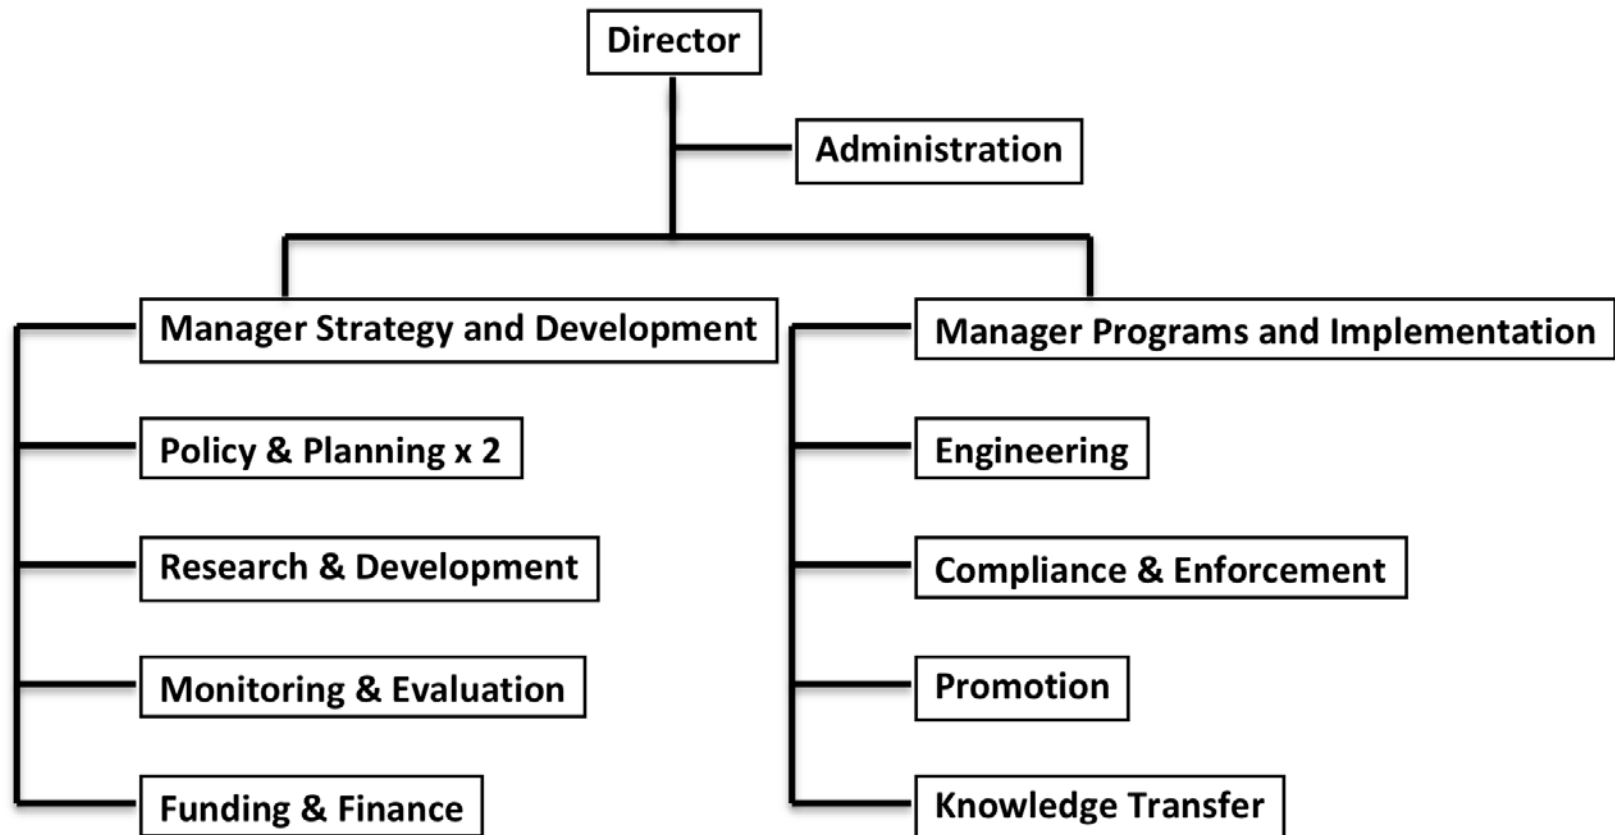 Director
Administration
Manager Strategy and Development
Policy & Planning x 2
Research & Development
Monitoring & Evaluation
Funding & Finance
Manager Programs and Implementation
Engineering
Compliance & Enforcement
Promotion
Knowledge Transfer